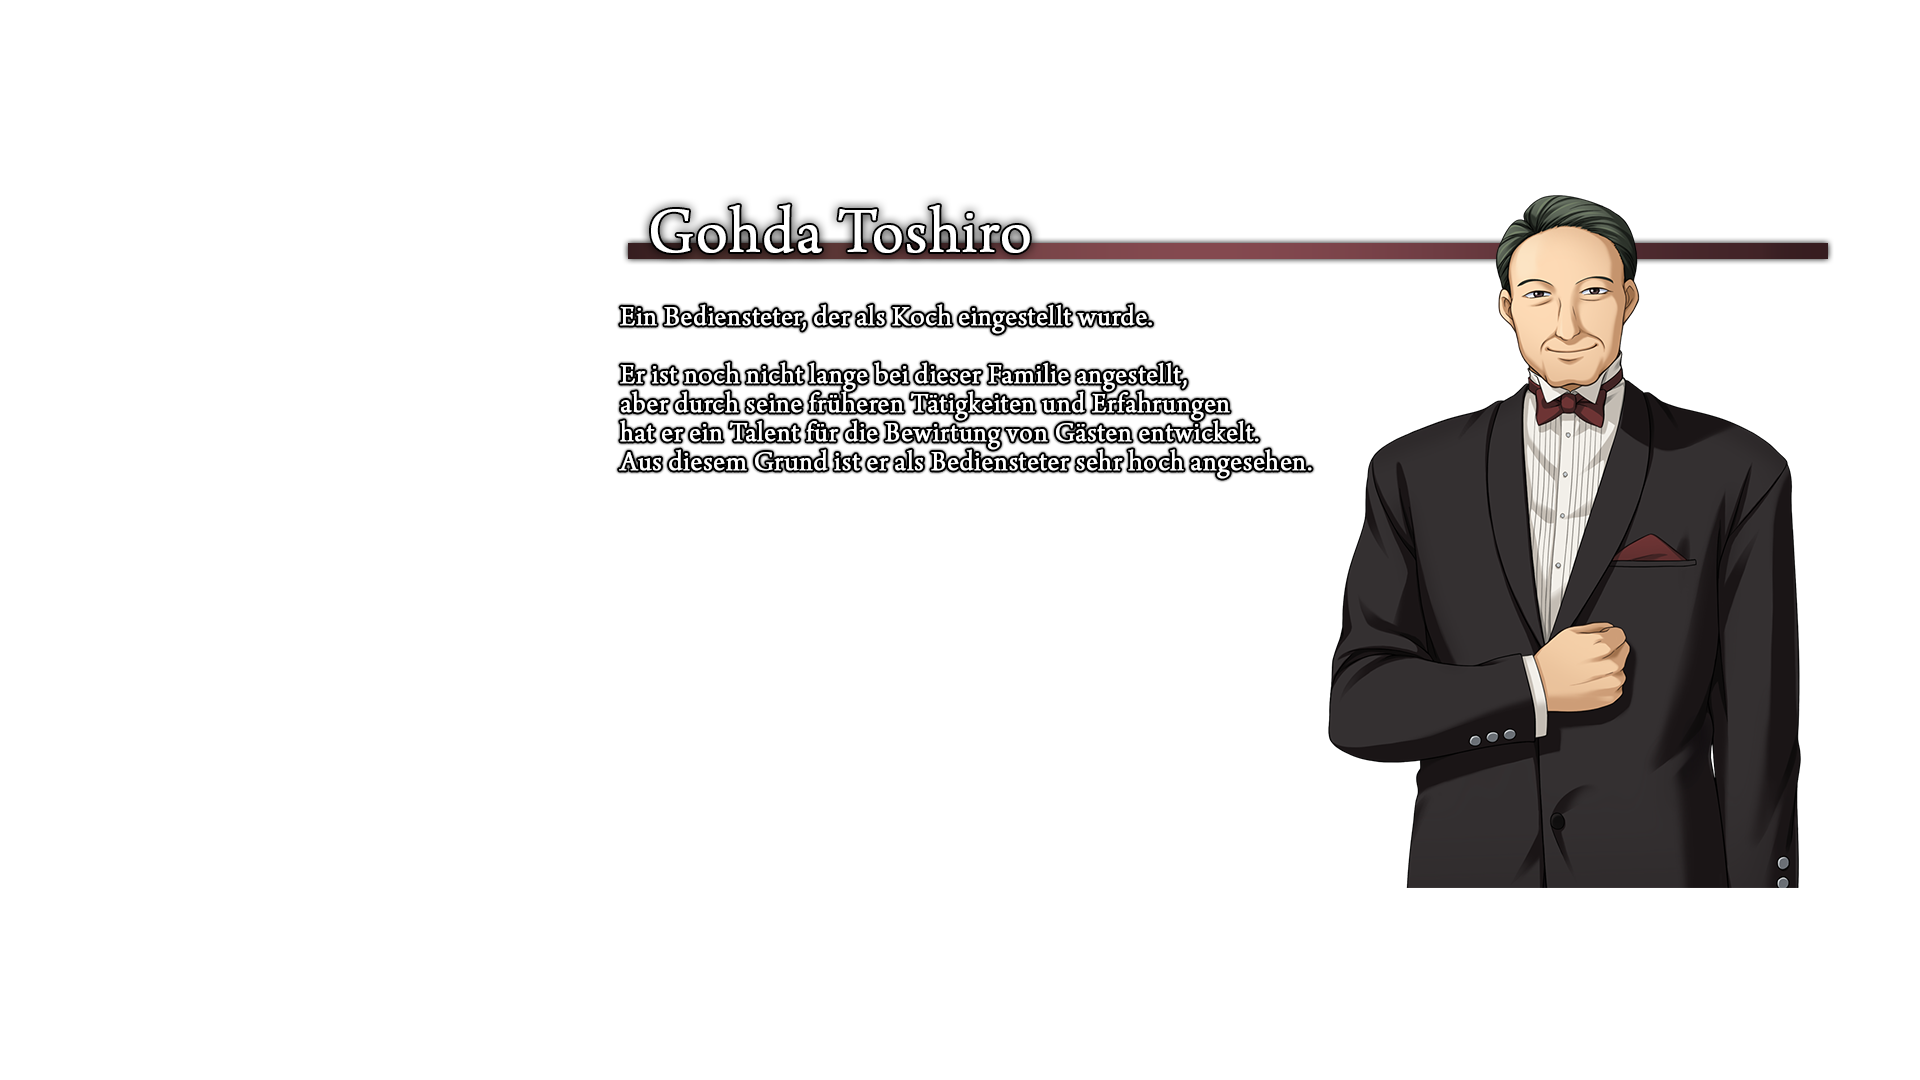 Gohda Toshiro
Ein Bediensteter, der als Koch eingestellt wurde.
Er ist noch nicht lange bei dieser Familie angestellt,
aber durch seine früheren Tätigkeiten und Erfahrungen
hat er ein Talent für die Bewirtung von Gästen entwickelt.
Aus diesem Grund ist er als Bediensteter sehr hoch angesehen.